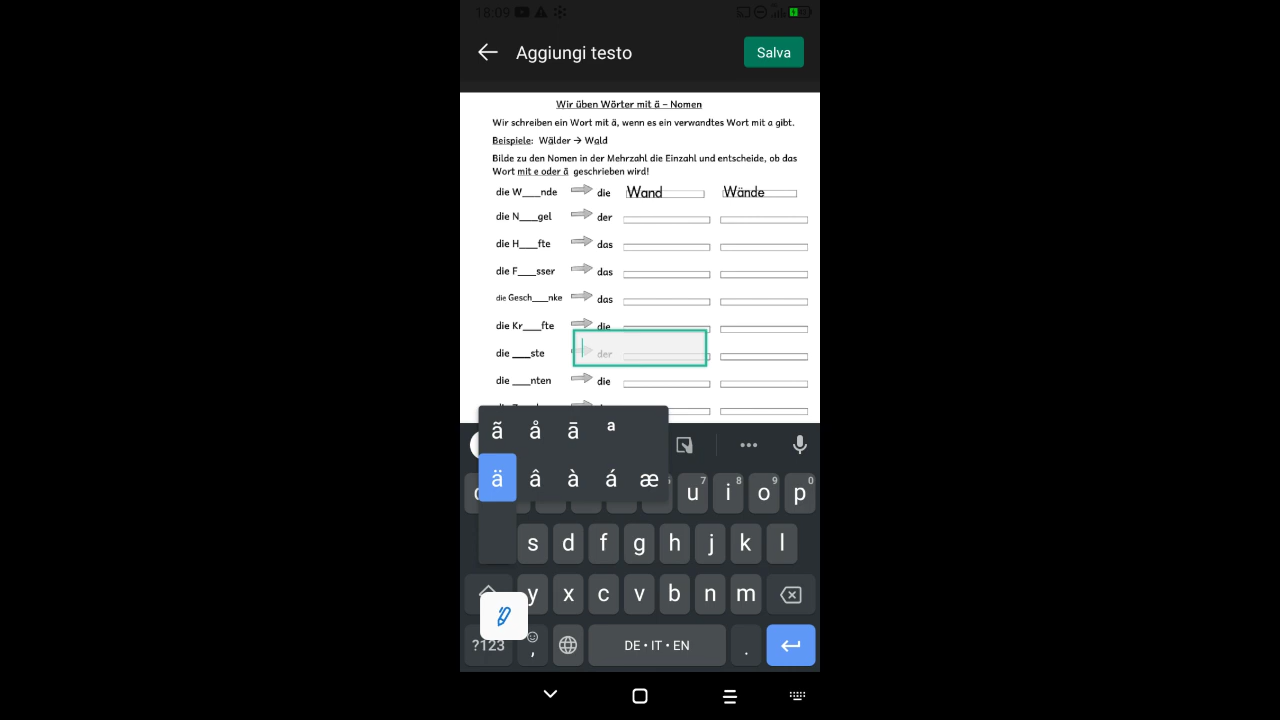 18:09
Aggiungi testo
Salva
Wir üben Wörter mit ä – Nomen
Wir schreiben ein Wort mit ä, wenn es ein verwandtes Wort mit a gibt.
Beispiele: Wälder → Wald
Bilde zu den Nomen in der Mehrzahl die Einzahl und entscheide, ob das
Wort mit e oder ä geschrieben wird!
die W___nde die Wand Wände
die N___gel der
die H___fte das
die F___sser das
die Gesch___nke das
die Kr___fte die
die ___ste der
die ___nten die
ã å ā ª
ä â à á æ
u 7 i 8 o 9 p 0
s d f g h j k l
y x c v b n m
?123 , DE • IT • EN .